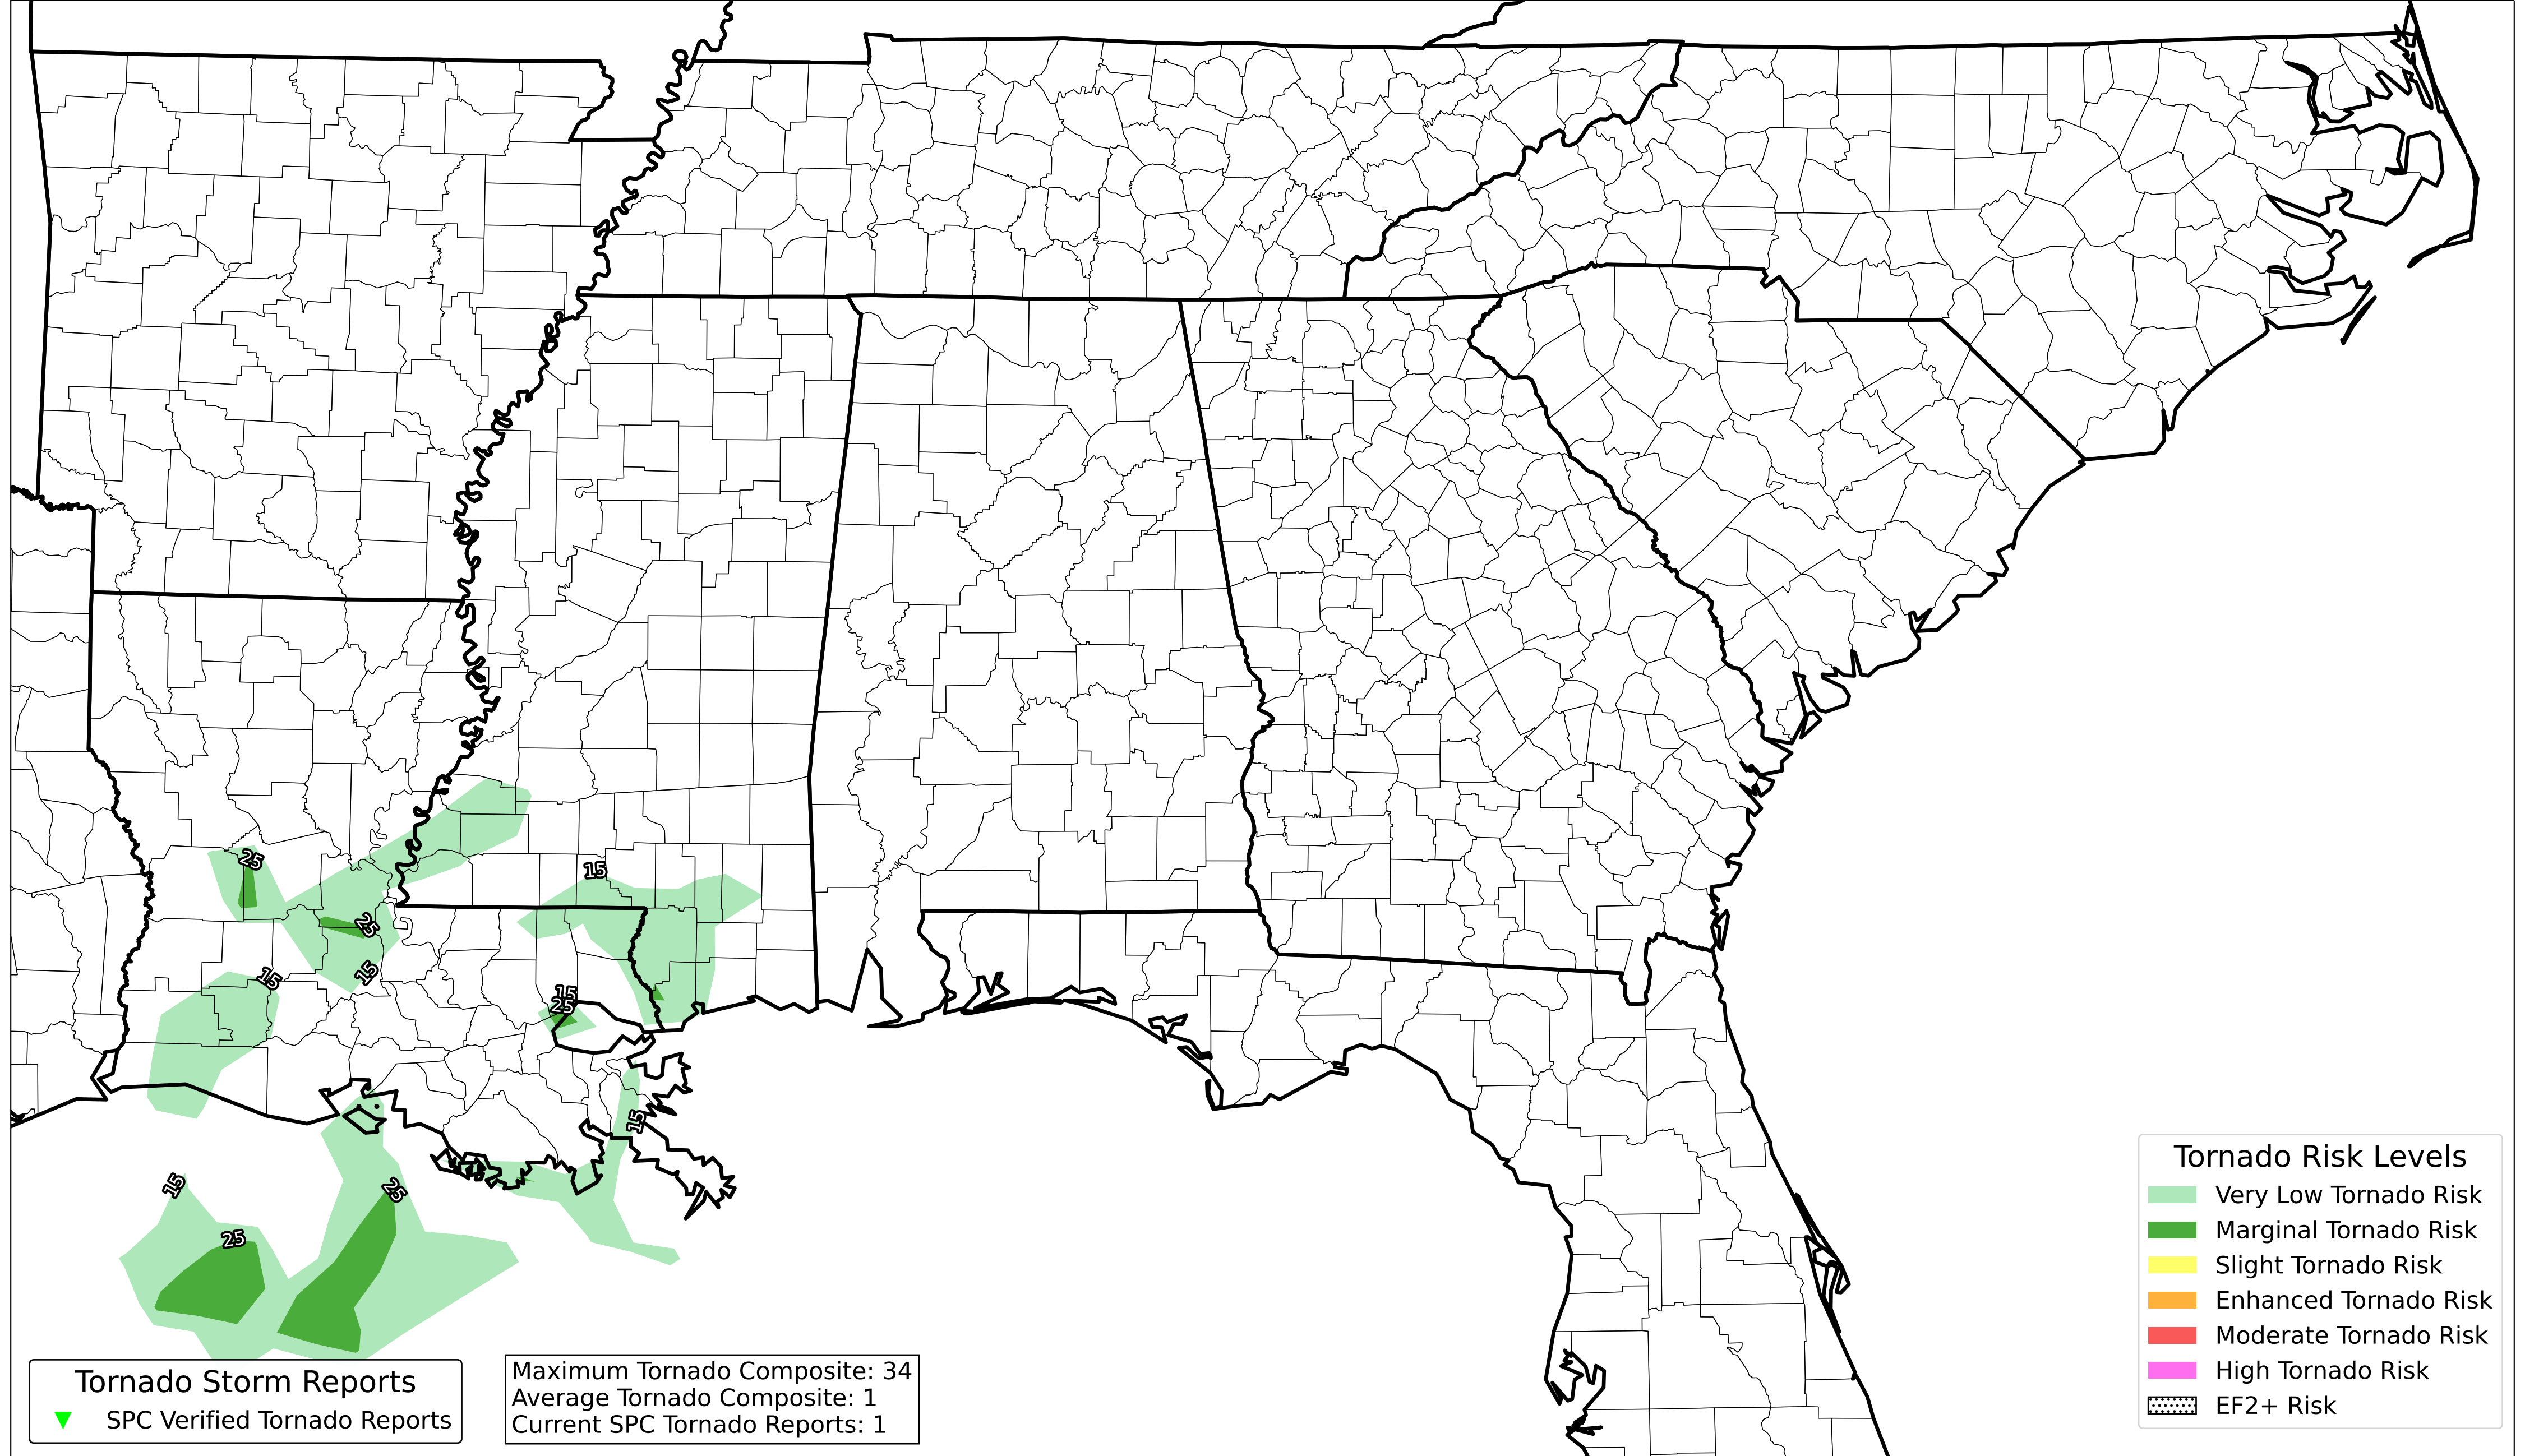 25
15
25
15
15
15
25
15
15
25
25
Tornado Storm Reports
SPC Verified Tornado Reports
Maximum Tornado Composite: 34
Average Tornado Composite: 1
Current SPC Tornado Reports: 1
Tornado Risk Levels
Very Low Tornado Risk
Marginal Tornado Risk
Slight Tornado Risk
Enhanced Tornado Risk
Moderate Tornado Risk
High Tornado Risk
EF2+ Risk